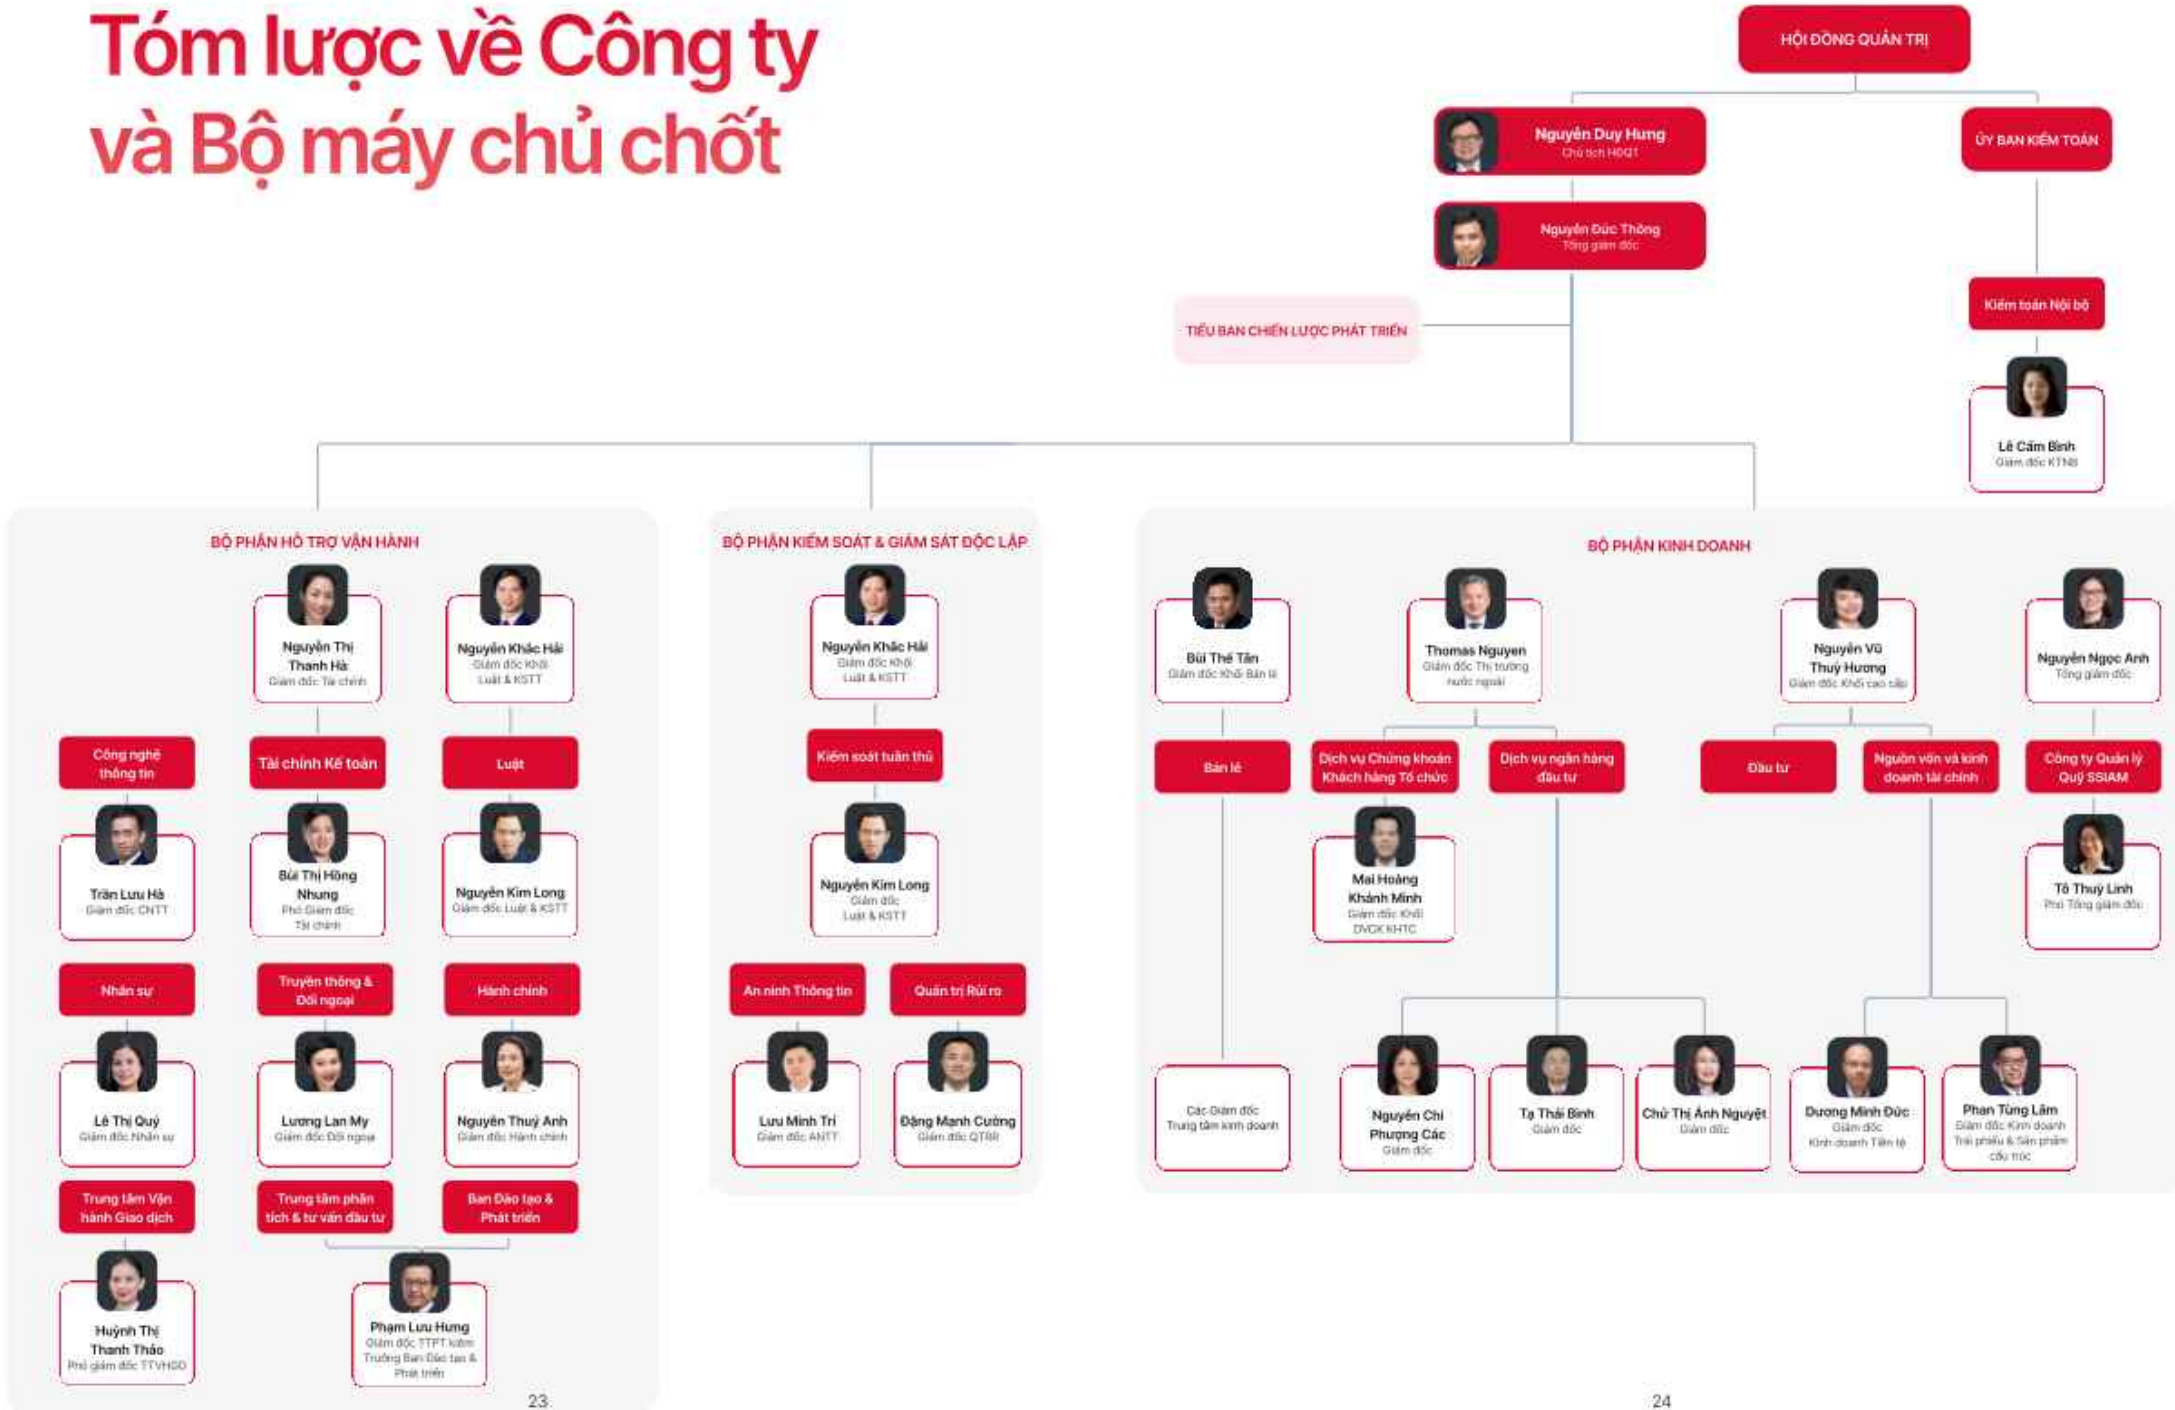 Tóm lược về Công ty
và Bộ máy chủ chốt
HỘI ĐỒNG QUẢN TRỊ
Nguyễn Duy Hưng
Chủ tịch HĐQT
ỦY BAN KIỂM TOÁN
Nguyễn Đức Thông
Tổng giám đốc
TIỂU BAN CHIẾN LƯỢC PHÁT TRIỂN
Kiểm toán Nội bộ
Lê Cẩm Bình
Giám đốc KTNB
BỘ PHẬN HỖ TRỢ VẬN HÀNH
Nguyễn Thị
Thanh Hà
Giám đốc Tài chính
Nguyễn Khắc Hải
Giám đốc Khối
Luật & KSTT
Công nghệ
thông tin
Tài chính Kế toán
Luật
Trần Lưu Hà
Giám đốc CNTT
Bùi Thị Hồng
Nhung
Phó Giám đốc
Tài chính
Nguyễn Kim Long
Giám đốc Luật & KSTT
Nhân sự
Truyền thông &
Đối ngoại
Hành chính
Lê Thị Quý
Giám đốc Nhân sự
Lương Lan My
Giám đốc Đối ngoại
Nguyễn Thuỳ Anh
Giám đốc Hành chính
Trung tâm Vận
hành Giao dịch
Trung tâm phân
tích & tư vấn đầu tư
Ban Đào tạo &
Phát triển
Huỳnh Thị
Thanh Thảo
Phó giám đốc TTVHGD
Phạm Lưu Hưng
Giám đốc TTPT kiêm
Trưởng Ban Đào tạo &
Phát triển
23
BỘ PHẬN KIỂM SOÁT & GIÁM SÁT ĐỘC LẬP
Nguyễn Khắc Hải
Giám đốc Khối
Luật & KSTT
Kiểm soát tuân thủ
Nguyễn Kim Long
Giám đốc
Luật & KSTT
An ninh Thông tin
Quản trị Rủi ro
Lưu Minh Trí
Giám đốc ANTT
Đặng Mạnh Cường
Giám đốc QTRR
BỘ PHẬN KINH DOANH
Bùi Thế Tân
Giám đốc Khối Bán lẻ
Thomas Nguyen
Giám đốc Thị trường
nước ngoài
Nguyễn Vũ
Thuỳ Hương
Giám đốc Khối cao cấp
Nguyễn Ngọc Anh
Tổng giám đốc
Bán lẻ
Dịch vụ Chứng khoán
Khách hàng Tổ chức
Dịch vụ ngân hàng
đầu tư
Đầu tư
Nguồn vốn và kinh
doanh tài chính
Công ty Quản lý
Quỹ SSIAM
Mai Hoàng
Khánh Minh
Giám đốc Khối
DVCK KHTC
Tô Thuỳ Linh
Phó Tổng giám đốc
Các Giám đốc
Trung tâm kinh doanh
Nguyễn Chi
Phượng Các
Giám đốc
Tạ Thái Bình
Giám đốc
Chử Thị Ánh Nguyệt
Giám đốc
Dương Minh Đức
Giám đốc
Kinh doanh Tiền tệ
Phan Tùng Lâm
Giám đốc Kinh doanh
Trái phiếu & Sản phẩm
cấu trúc
24